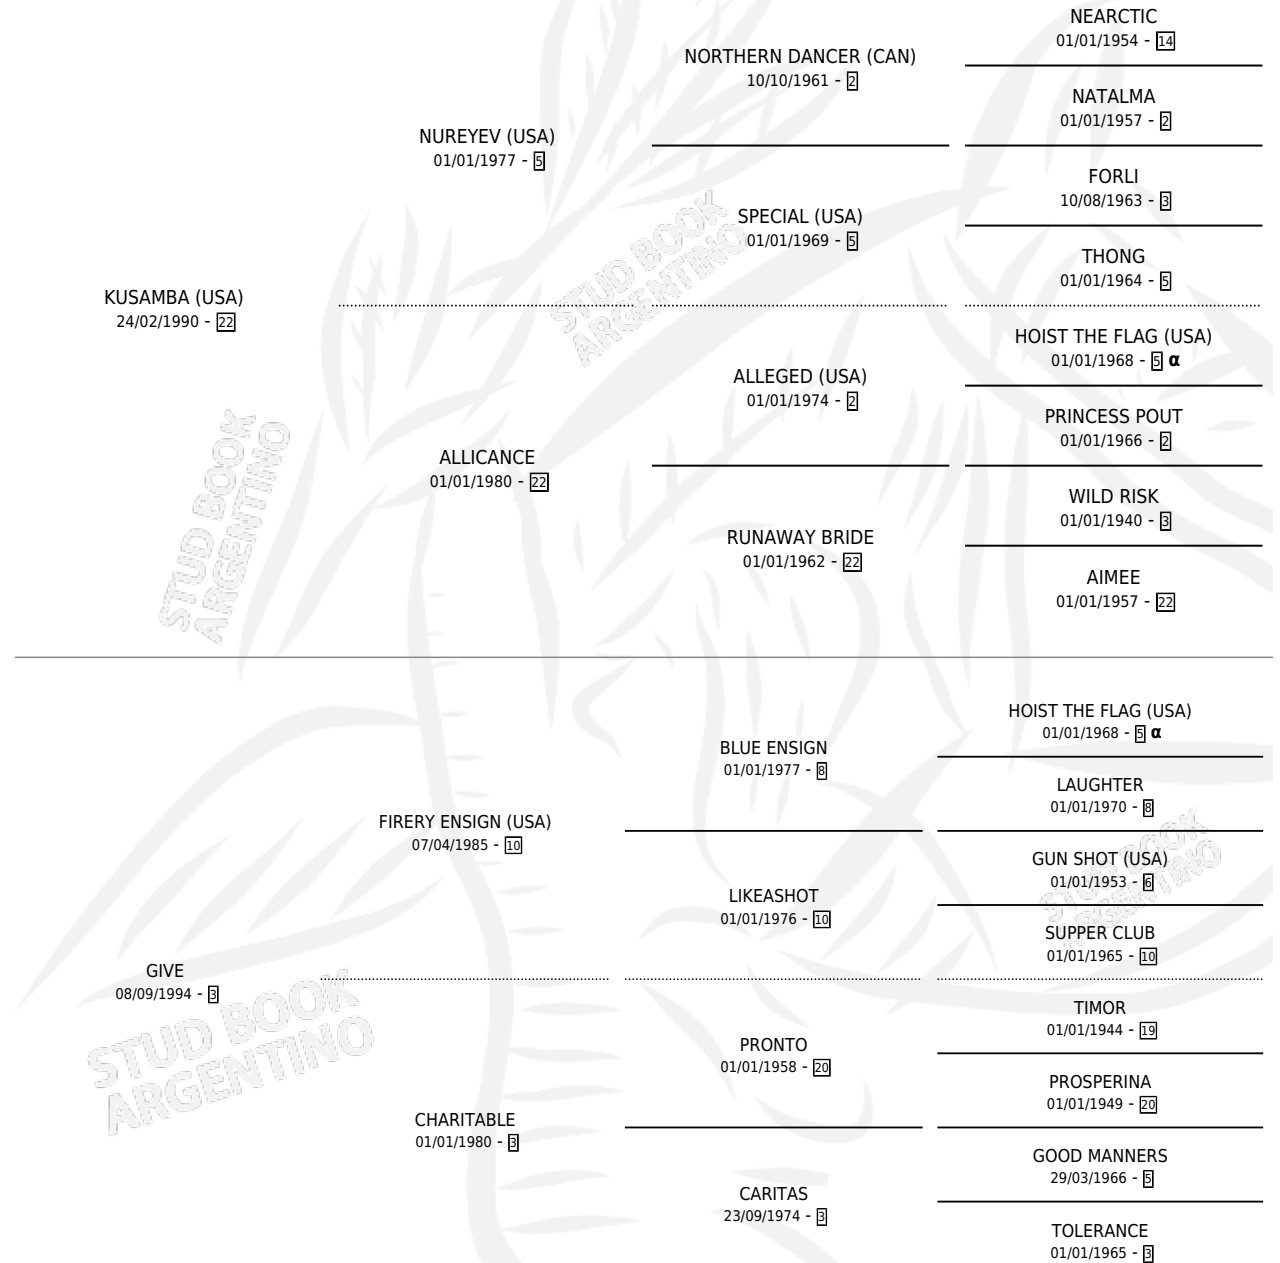 NEARCTIC
01/01/1954 - 14
NORTHERN DANCER (CAN)
10/10/1961 - 2
NATALMA
01/01/1957 - 2
NUREYEV (USA)
01/01/1977 - 5
FORLI
10/08/1963 - 3
SPECIAL (USA)
01/01/1969 - 5
THONG
01/01/1964 - 5
KUSAMBA (USA)
24/02/1990 - 22
HOIST THE FLAG (USA)
01/01/1968 - 5 α
ALLEGED (USA)
01/01/1974 - 2
PRINCESS POUT
01/01/1966 - 2
ALLICANCE
01/01/1980 - 22
WILD RISK
01/01/1940 - 3
RUNAWAY BRIDE
01/01/1962 - 22
AIMEE
01/01/1957 - 22
HOIST THE FLAG (USA)
01/01/1968 - 5 α
BLUE ENSIGN
01/01/1977 - 8
LAUGHTER
01/01/1970 - 8
FIRERY ENSIGN (USA)
07/04/1985 - 10
GUN SHOT (USA)
01/01/1953 - 6
LIKEASHOT
01/01/1976 - 10
SUPPER CLUB
01/01/1965 - 10
GIVE
08/09/1994 - 3
TIMOR
01/01/1944 - 19
PRONTO
01/01/1958 - 20
PROSPERINA
01/01/1949 - 20
CHARITABLE
01/01/1980 - 3
GOOD MANNERS
29/03/1966 - 5
CARITAS
23/09/1974 - 3
TOLERANCE
01/01/1965 - 3
STUD BOOK
ARGENTINO
STUD BOOK
ARGENTINO
STUD BOOK
ARGENTINO
STUD BOOK
ARGENTINO